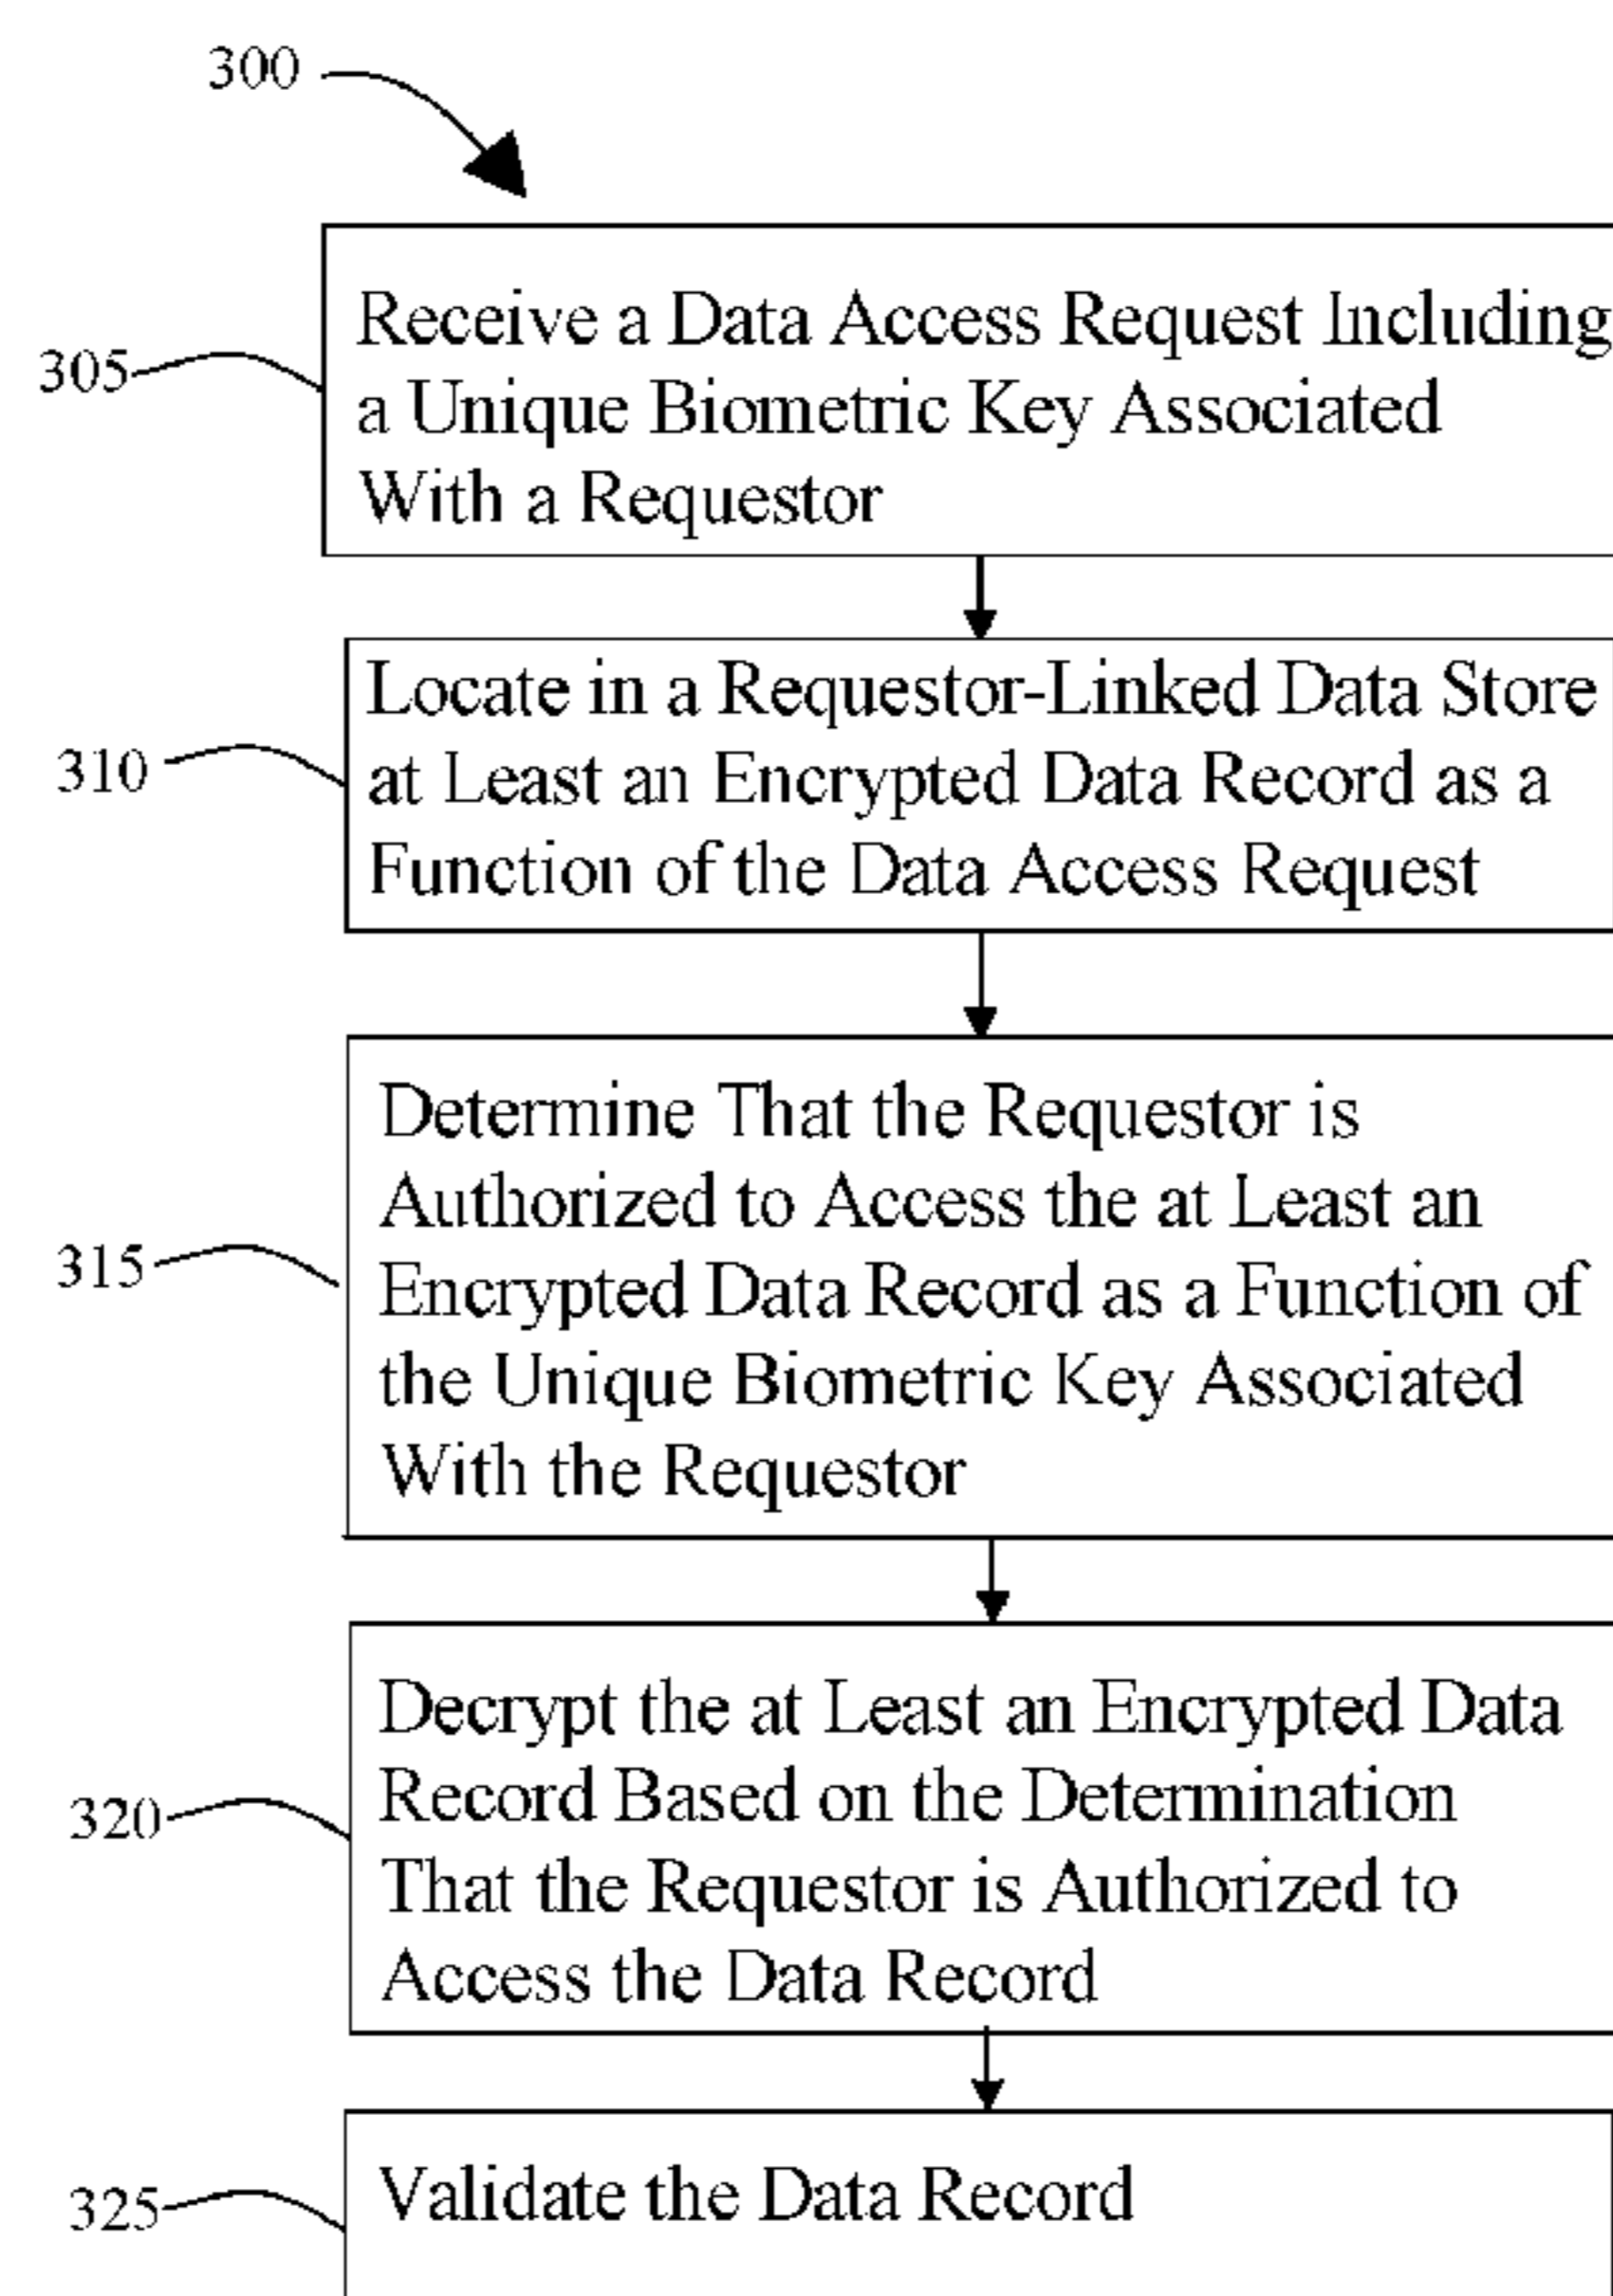 300
305
Receive a Data Access Request Including
a Unique Biometric Key Associated
With a Requestor
310
Locate in a Requestor-Linked Data Store
at Least an Encrypted Data Record as a
Function of the Data Access Request
315
Determine That the Requestor is
Authorized to Access the at Least an
Encrypted Data Record as a Function of
the Unique Biometric Key Associated
With the Requestor
320
Decrypt the at Least an Encrypted Data
Record Based on the Determination
That the Requestor is Authorized to
Access the Data Record
325
Validate the Data Record